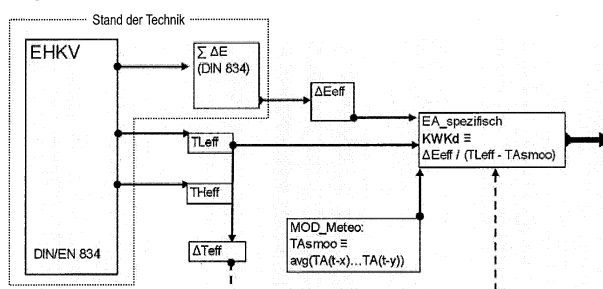 Stand der Technik
EHKV
∑ ΔE
(DIN 834)
ΔEeff
EA_spezifisch
KWKd ≡
ΔEeff / (TLeff - TAsmoo)
TLeff
THeff
ΔTeff
MOD_Meteo:
TAsmoo ≡
avg(TA(t-x)...TA(t-y))
DIN/EN 834